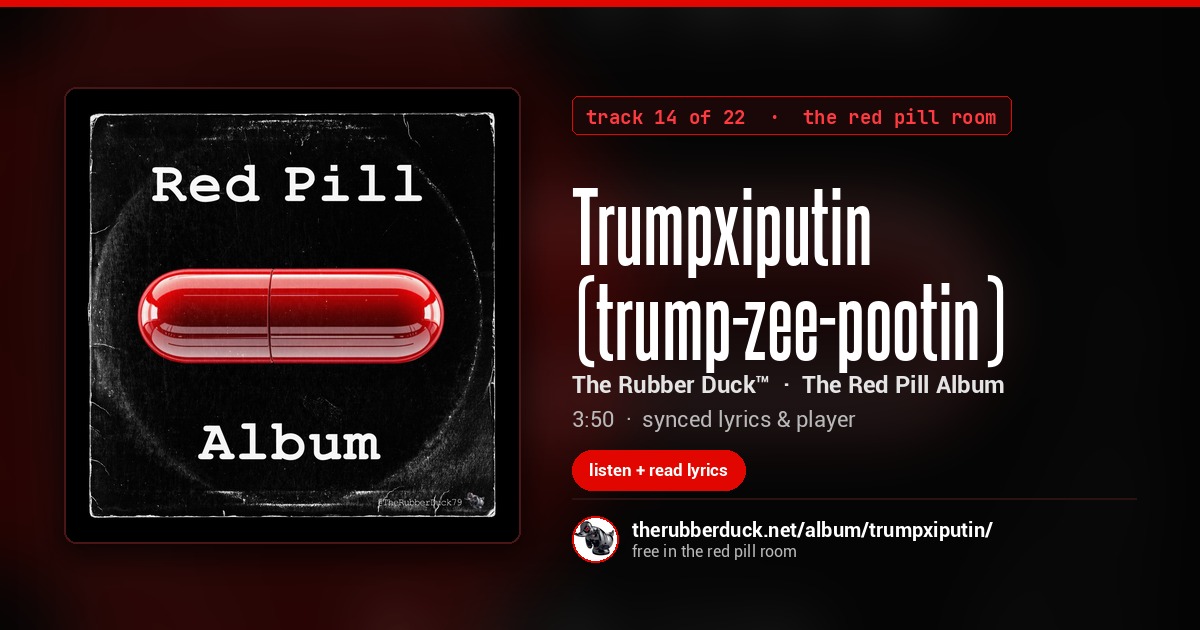 Red Pill
Album
#TheRubberDuck79
track 14 of 22 · the red pill room
Trumpxiputin
(trump-zee-pootin)
The Rubber Duck™ · The Red Pill Album
3:50 · synced lyrics & player
listen + read lyrics
therubberduck.net/album/trumpxiputin/
free in the red pill room